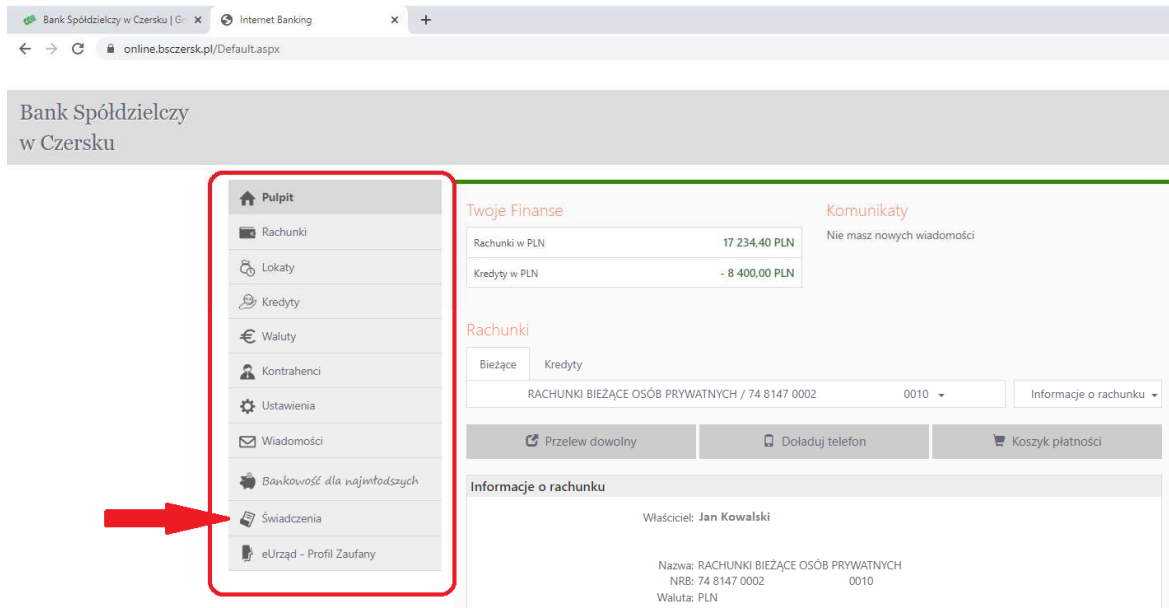 Bank Spółdzielczy w Czersku | Gr
Internet Banking
online.bsczersk.pl/Default.aspx
Bank Spółdzielczy
w Czersku
Pulpit
Rachunki
Lokaty
Kredyty
Waluty
Kontrahenci
Ustawienia
Wiadomości
Bankowość dla najmłodszych
Świadczenia
eUrząd - Profil Zaufany
Twoje Finanse
Rachunki w PLN 17 234,40 PLN
Kredyty w PLN - 8 400,00 PLN
Komunikaty
Nie masz nowych wiadomości
Rachunki
Bieżące Kredyty
RACHUNKI BIEŻĄCE OSÓB PRYWATNYCH / 74 8147 0002 0010
Informacje o rachunku
Przelew dowolny Doładuj telefon Koszyk płatności
Informacje o rachunku
Właściciel: Jan Kowalski
Nazwa: RACHUNKI BIEŻĄCE OSÓB PRYWATNYCH
NRB: 74 8147 0002 0010
Waluta: PLN